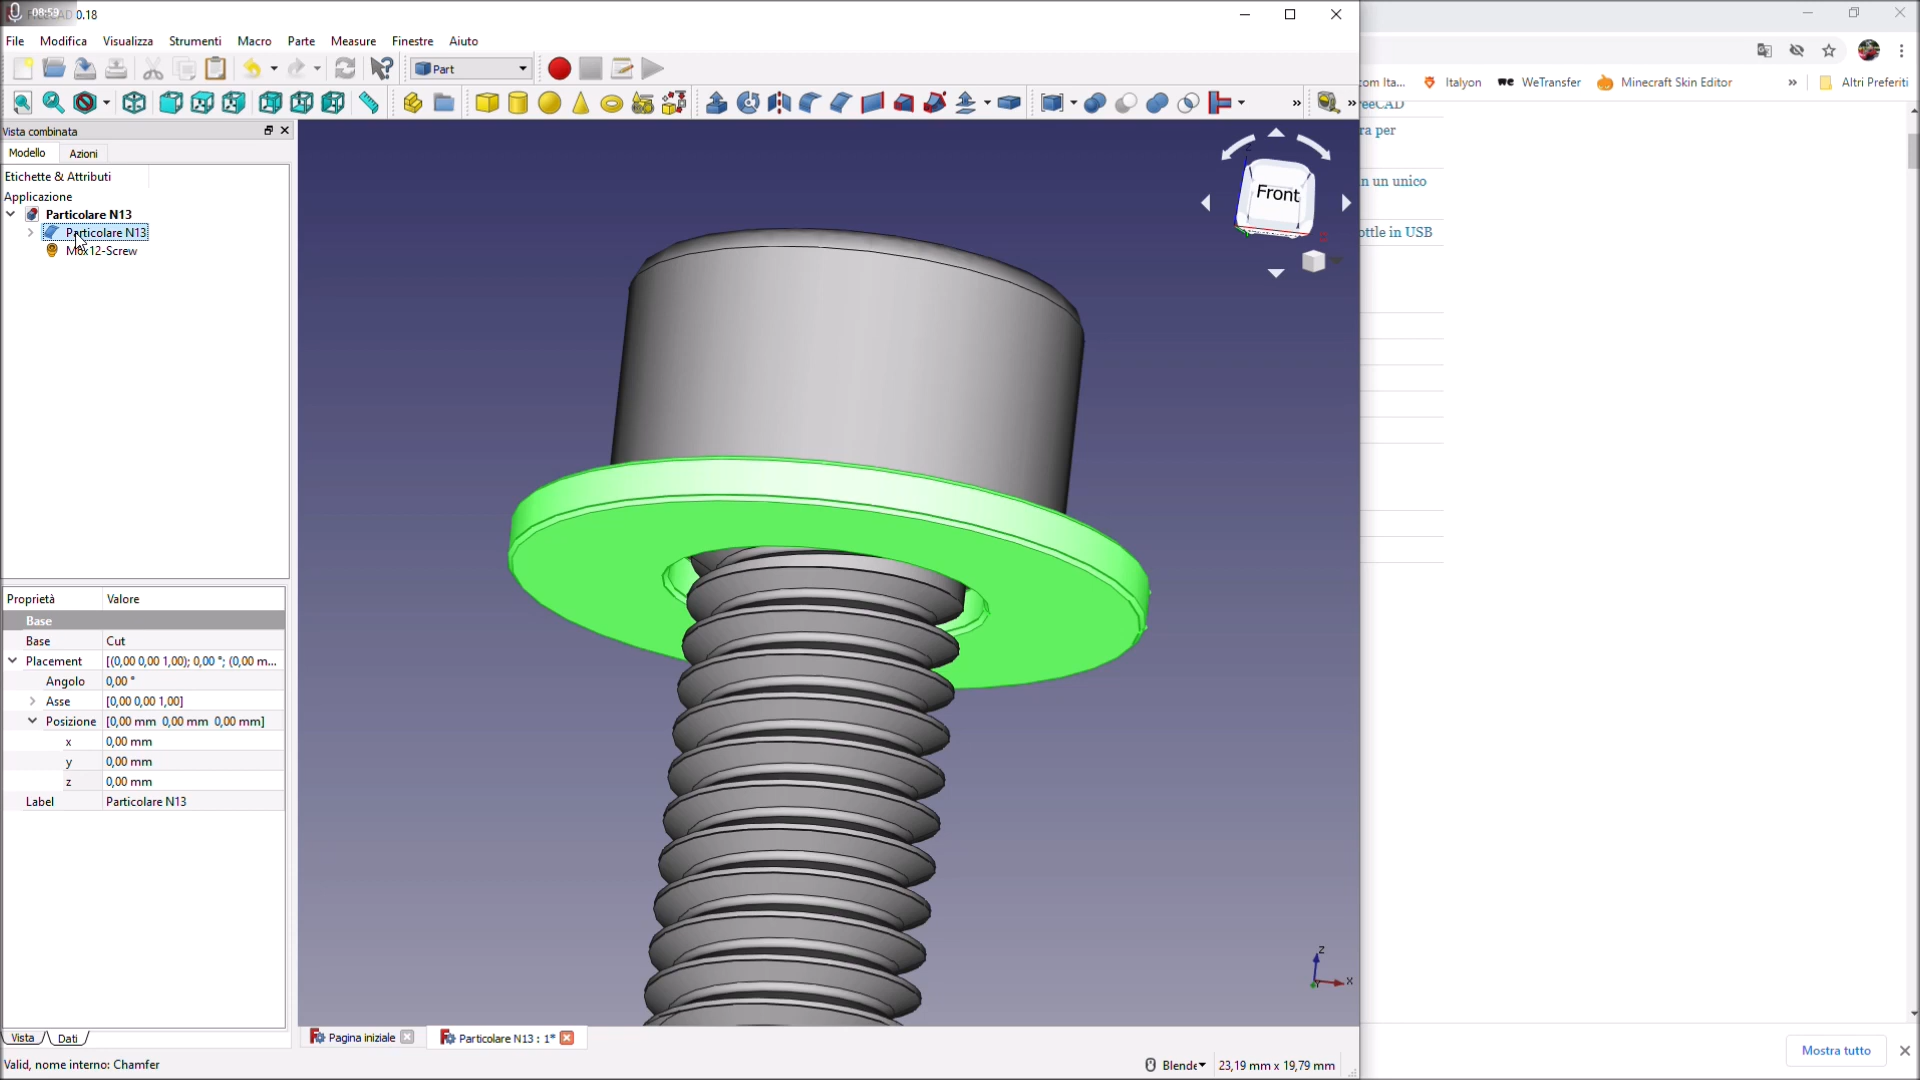 08:59
0.18
File Modifica Visualizza Strumenti Macro Parte Measure Finestre Aiuto
Part
com Ita... Italyon WeTransfer Minecraft Skin Editor » Altri Preferiti
» »
Vista combinata
Modello Azioni
Etichette & Attributi
Applicazione
Particolare N13
Particolare N13
M6x12-Screw
Front
eeCAD
ra per
n un unico
ottle in USB
Proprietà Valore
Base
Base Cut
Placement [(0,00 0,00 1,00); 0,00 °; (0,00 m...
Angolo 0,00 °
Asse [0,00 0,00 1,00]
Posizione [0,00 mm 0,00 mm 0,00 mm]
x 0,00 mm
y 0,00 mm
z 0,00 mm
Label Particolare N13
Z
X
Vista Dati
Pagina iniziale Particolare N13 : 1*
Valid, nome interno: Chamfer
Blende 23,19 mm x 19,79 mm
Mostra tutto